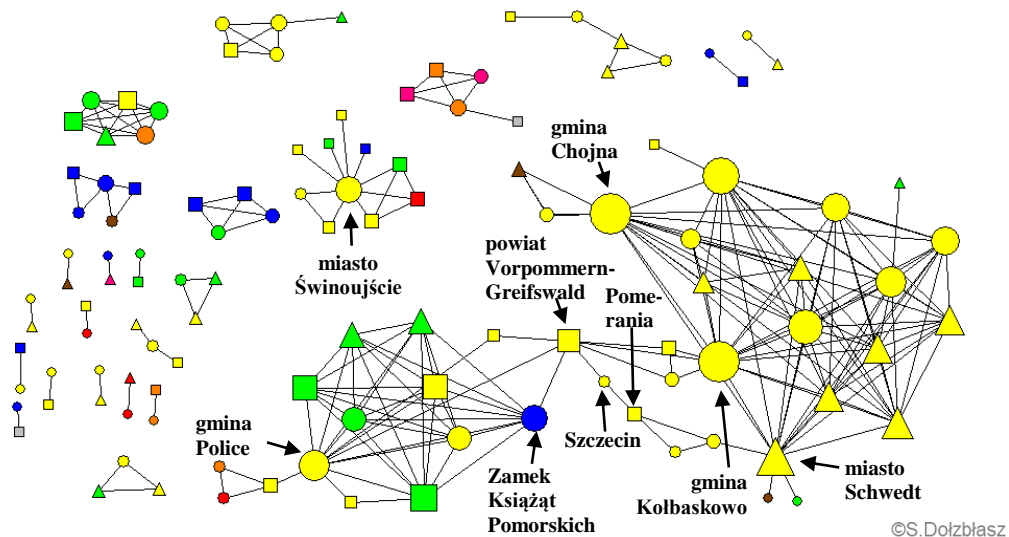 gmina
Chojna
powiat
Vorpommern-
Greifswald
miasto
Świnoujście
Pome-
rania
gmina
Police
Szczecin
Zamek
Książąt
Pomorskich
gmina
Kołbaskowo
miasto
Schwedt
©S.Dołzbłasz